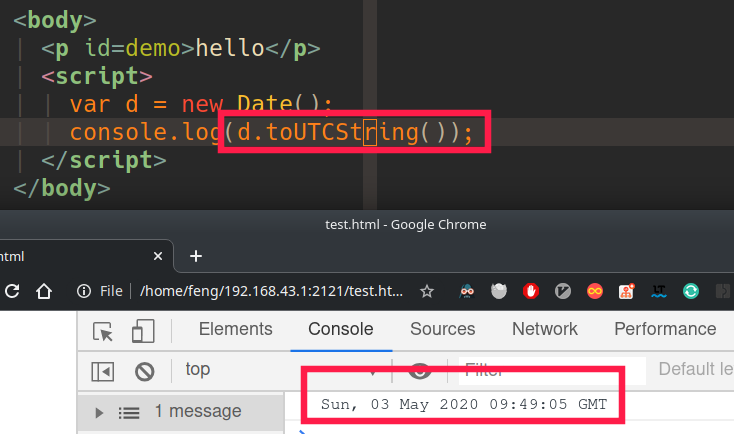 <body>
<p id=demo>hello</p>
<script>
var d = new Date();
console.log(d.toUTCString());
</script>
</body>
test.html - Google Chrome
html
File /home/feng/192.168.43.1:2121/test.ht...
Elements Console Sources Network Performance
top Filter Default le
1 message Sun, 03 May 2020 09:49:05 GMT